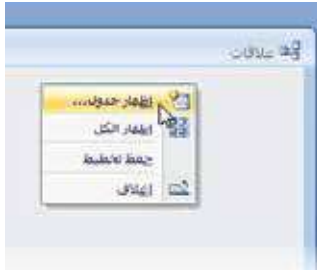 علاقات
إظهار جدول...
إظهار الكل
حفظ تخطيط
إغلاق